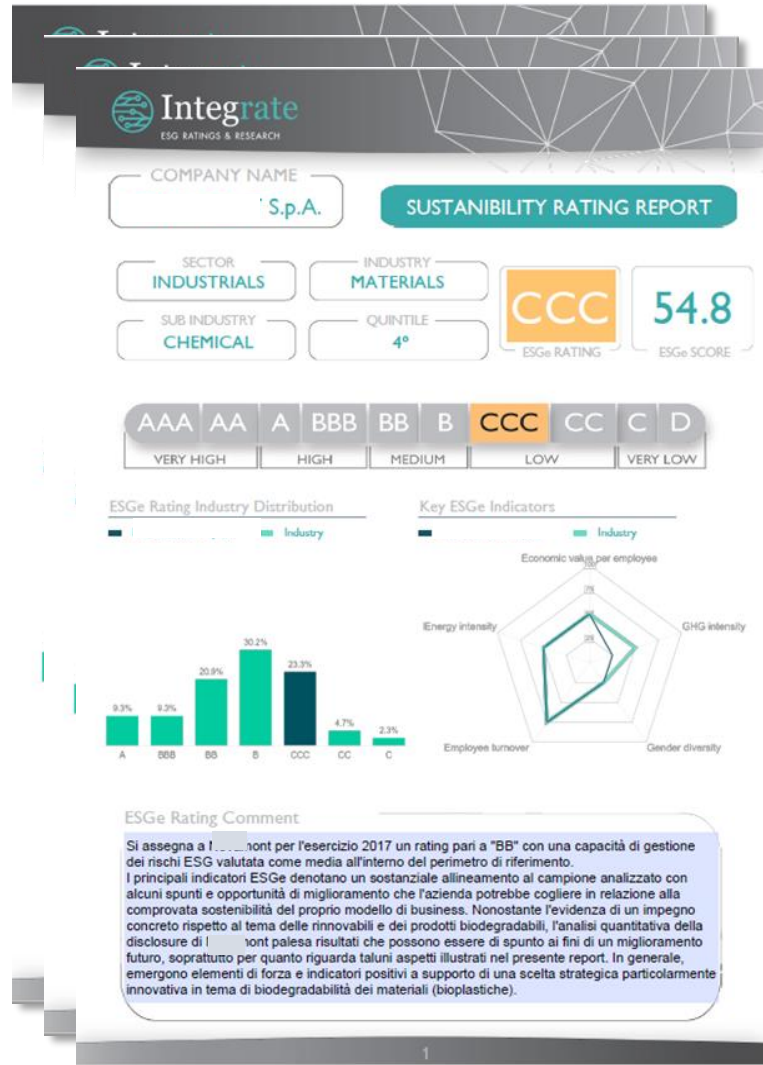 Integrate
ESG RATINGS & RESEARCH
COMPANY NAME
S.p.A.
SUSTANIBILITY RATING REPORT
SECTOR
INDUSTRIALS
INDUSTRY
MATERIALS
SUB INDUSTRY
CHEMICAL
QUINTILE
4°
CCC
ESGe RATING
54.8
ESGe SCORE
AAA AA A BBB BB B CCC CC C D
VERY HIGH HIGH MEDIUM LOW VERY LOW
ESGe Rating Industry Distribution
Industry
9.3% 9.3% 20.9% 30.2% 23.3% 4.7% 2.3%
A BBB BB B CCC CC C
Key ESGe Indicators
Industry
Economic value per employee
GHG intensity
Gender diversity
Employee turnover
Energy intensity
ESGe Rating Comment
Si assegna a mont per l'esercizio 2017 un rating pari a "BB" con una capacità di gestione
dei rischi ESG valutata come media all'interno del perimetro di riferimento.
I principali indicatori ESGe denotano un sostanziale allineamento al campione analizzato con
alcuni spunti e opportunità di miglioramento che l'azienda potrebbe cogliere in relazione alla
comprovata sostenibilità del proprio modello di business. Nonostante l'evidenza di un impegno
concreto rispetto al tema delle rinnovabili e dei prodotti biodegradabili, l'analisi quantitativa della
disclosure di mont palesa risultati che possono essere di spunto ai fini di un miglioramento
futuro, soprattutto per quanto riguarda taluni aspetti illustrati nel presente report. In generale,
emergono elementi di forza e indicatori positivi a supporto di una scelta strategica particolarmente
innovativa in tema di biodegradabilità dei materiali (bioplastiche).
1